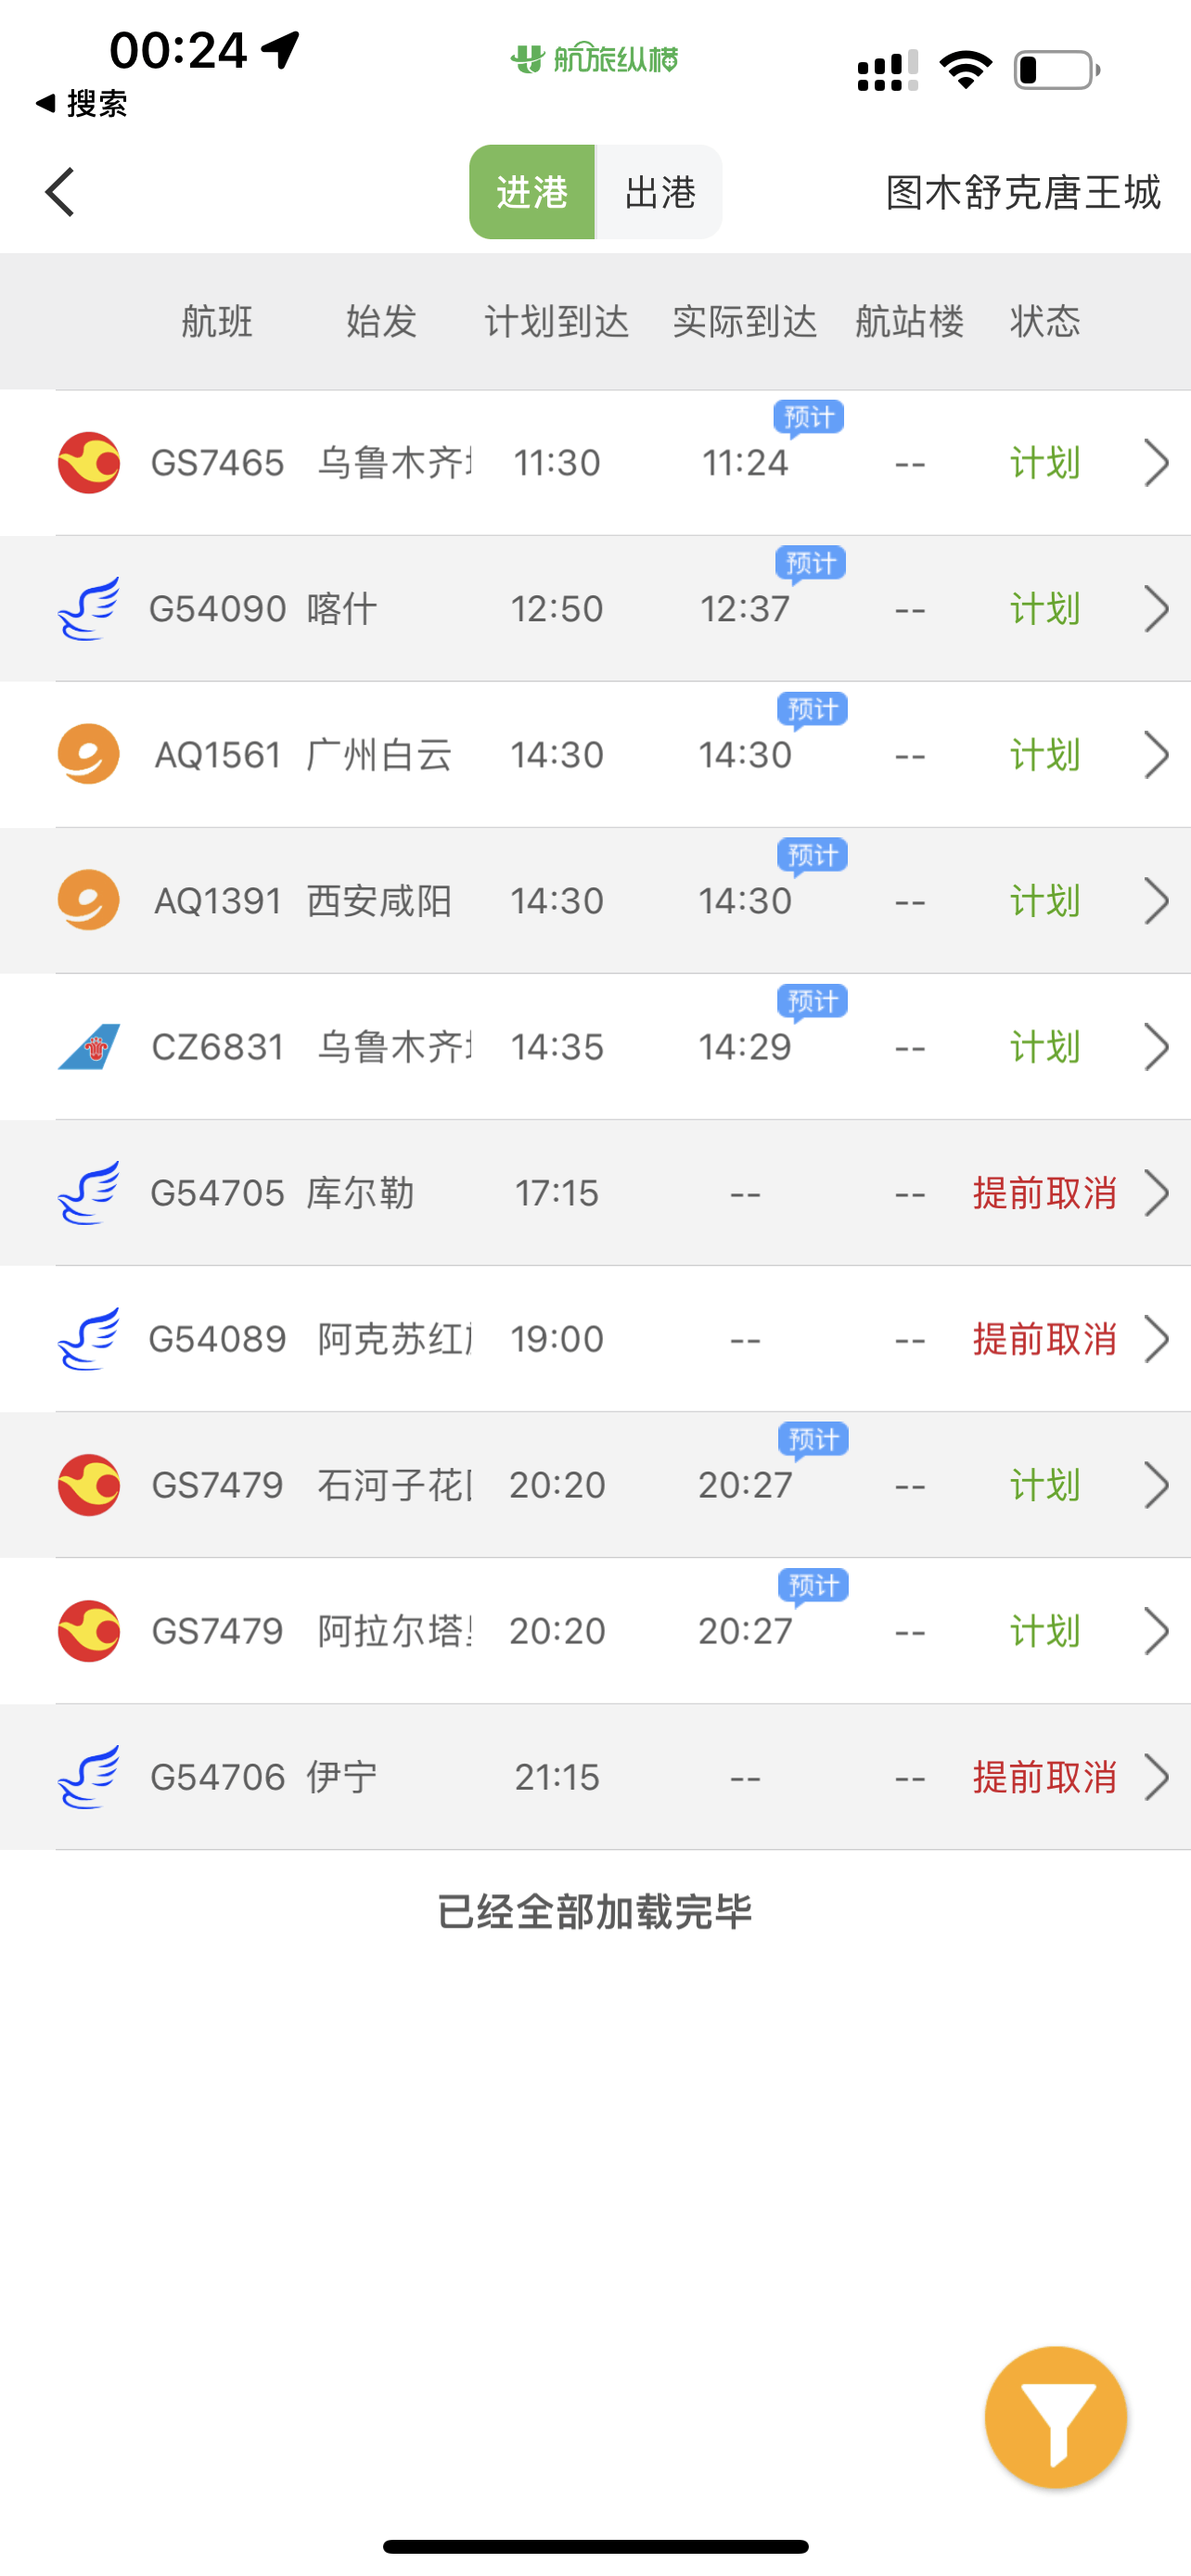 00:24
航旅纵横
搜索
进港 出港 图木舒克唐王城
航班 始发 计划到达 实际到达 航站楼 状态
预计
GS7465 乌鲁木齐 11:30 11:24 -- 计划
预计
G54090 喀什 12:50 12:37 -- 计划
预计
AQ1561 广州白云 14:30 14:30 -- 计划
预计
AQ1391 西安咸阳 14:30 14:30 -- 计划
预计
CZ6831 乌鲁木齐 14:35 14:29 -- 计划
G54705 库尔勒 17:15 -- -- 提前取消
G54089 阿克苏红 19:00 -- -- 提前取消
预计
GS7479 石河子花 20:20 20:27 -- 计划
预计
GS7479 阿拉尔塔 20:20 20:27 -- 计划
G54706 伊宁 21:15 -- -- 提前取消
已经全部加载完毕